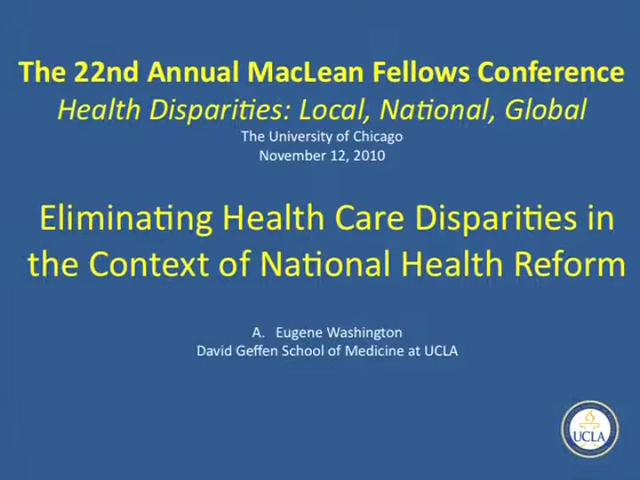 The 22nd Annual MacLean Fellows Conference
Health Disparities: Local, National, Global
The University of Chicago
November 12, 2010
Eliminating Health Care Disparities in
the Context of National Health Reform
A. Eugene Washington
David Geffen School of Medicine at UCLA
UCLA